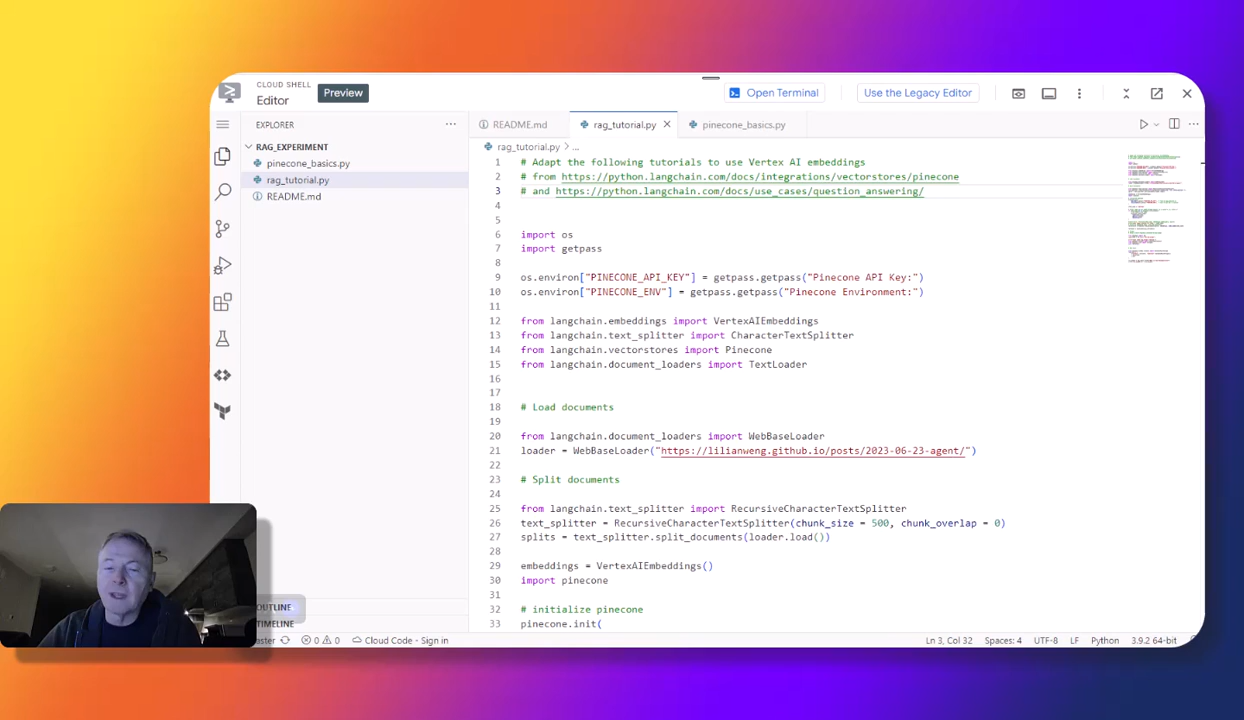 CLOUD SHELL
Editor
Preview
Open Terminal
Use the Legacy Editor
EXPLORER
RAG_EXPERIMENT
pinecone_basics.py
rag_tutorial.py
README.md
README.md
rag_tutorial.py
pinecone_basics.py
rag_tutorial.py > ...
1 # Adapt the following tutorials to use Vertex AI embeddings
2 # from https://python.langchain.com/docs/integrations/vectorstores/pinecone
3 # and https://python.langchain.com/docs/use_cases/question_answering/
4
5
6 import os
7 import getpass
8
9 os.environ["PINECONE_API_KEY"] = getpass.getpass("Pinecone API Key:")
10 os.environ["PINECONE_ENV"] = getpass.getpass("Pinecone Environment:")
11
12 from langchain.embeddings import VertexAIEmbeddings
13 from langchain.text_splitter import CharacterTextSplitter
14 from langchain.vectorstores import Pinecone
15 from langchain.document_loaders import TextLoader
16
17
18 # Load documents
19
20 from langchain.document_loaders import WebBaseLoader
21 loader = WebBaseLoader("https://lilianweng.github.io/posts/2023-06-23-agent/")
22
23 # Split documents
24
25 from langchain.text_splitter import RecursiveCharacterTextSplitter
26 text_splitter = RecursiveCharacterTextSplitter(chunk_size = 500, chunk_overlap = 0)
27 splits = text_splitter.split_documents(loader.load())
28
29 embeddings = VertexAIEmbeddings()
30 import pinecone
31
32 # initialize pinecone
33 pinecone.init(
OUTLINE
TIMELINE
0 0
Cloud Code - Sign in
Ln 3, Col 32
Spaces: 4
UTF-8
LF
Python
3.9.2 64-bit